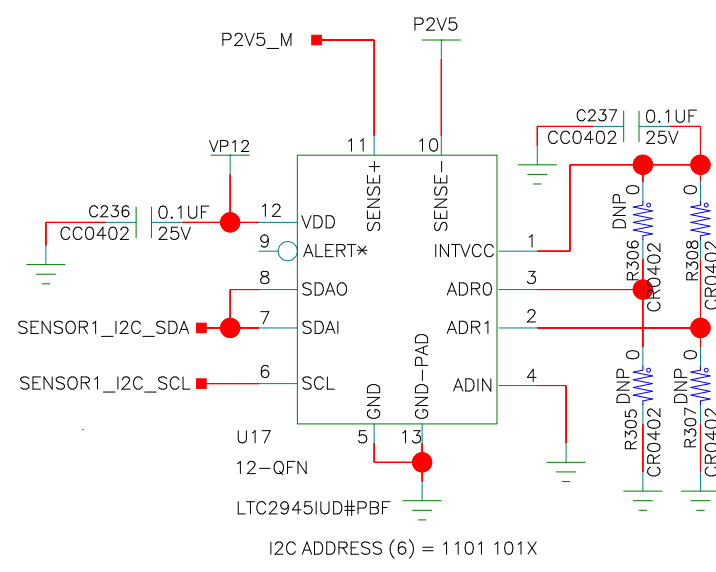 P2V5_M
P2V5
C237 0.1UF
CC0402 25V
VP12
11 10
SENSE+ SENSE-
C236 0.1UF
CC0402 25V
12 VDD
9 ALERT*
8 SDAO
SENSOR1_I2C_SDA 7 SDAI
SENSOR1_I2C_SCL 6 SCL
INTVCC 1
ADR0 3
ADR1 2
ADIN 4
DNP 0
R306
CR0402
0
R308
CR0402
DNP 0
R305
CR0402
DNP 0
R307
CR0402
GND GND-PAD
5 13
U17
12-QFN
LTC2945IUD#PBF
I2C ADDRESS (6) = 1101 101X